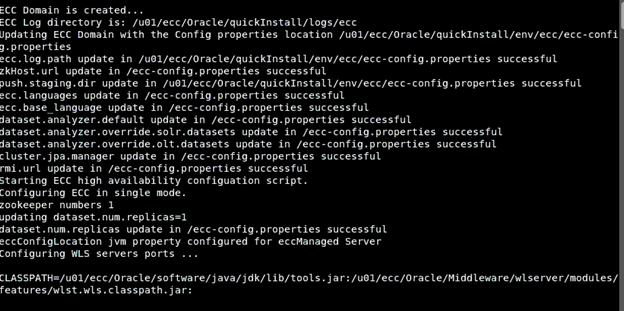 ECC Domain is created...
ECC Log directory is: /u01/ecc/Oracle/quickInstall/logs/ecc
Updating ECC Domain with the Config properties location /u01/ecc/Oracle/quickInstall/env/ecc/ecc-confi
g.properties
ecc.log.path update in /u01/ecc/Oracle/quickInstall/env/ecc/ecc-config.properties successful
zkHost.url update in /ecc-config.properties successful
push.staging.dir update in /u01/ecc/Oracle/quickInstall/env/ecc/ecc-config.properties successful
ecc.languages update in /ecc-config.properties successful
ecc.base_language update in /ecc-config.properties successful
dataset.analyzer.default update in /ecc-config.properties successful
dataset.analyzer.override.solr.datasets update in /ecc-config.properties successful
dataset.analyzer.override.olt.datasets update in /ecc-config.properties successful
cluster.jpa.manager update in /ecc-config.properties successful
rmi.url update in /ecc-config.properties successful
Starting ECC high availability configuation script.
Configuring ECC in single mode.
zookeeper numbers 1
updating dataset.num.replicas=1
dataset.num.replicas update in /ecc-config.properties successful
eccConfigLocation jvm property configured for eccManaged Server
Configuring WLS servers ports ...
CLASSPATH=/u01/ecc/Oracle/software/java/jdk/lib/tools.jar:/u01/ecc/Oracle/Middleware/wlserver/modules/
features/wlst.wls.classpath.jar: